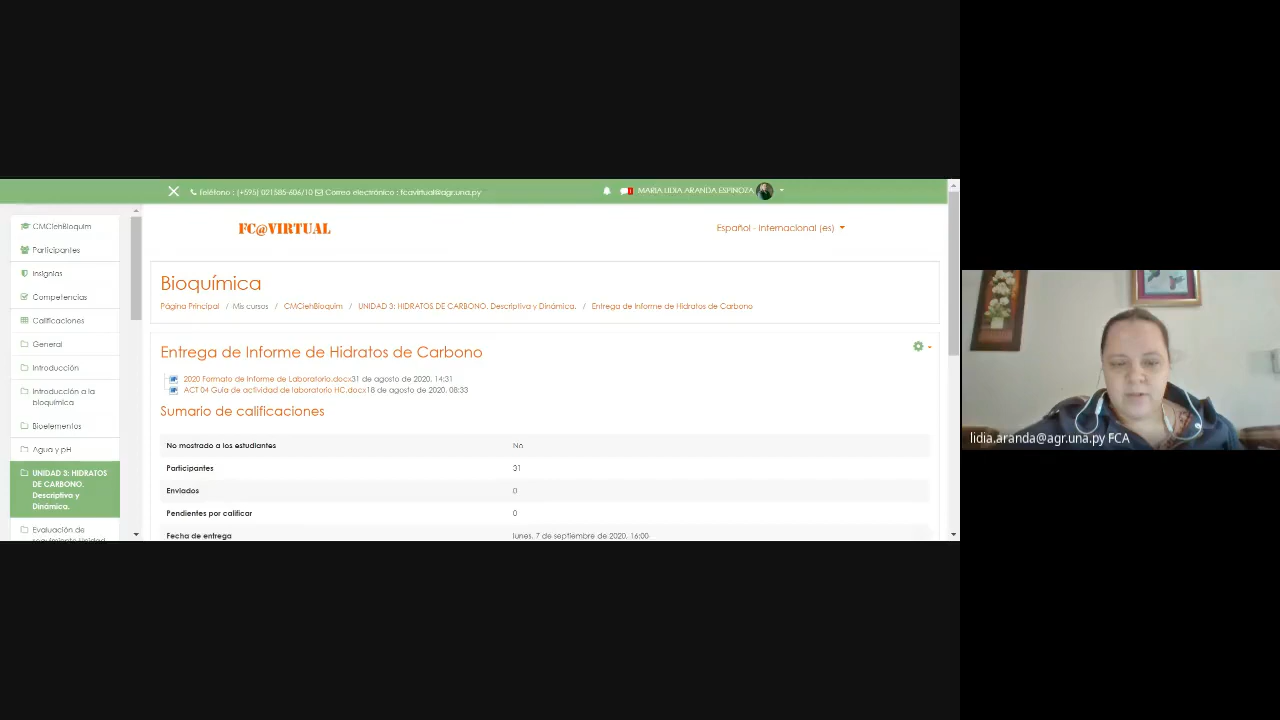 Teléfono : (+595) 021585-606/10 Correo electrónico : fcavirtual@agr.una.py
1
MARIA LIDIA ARANDA ESPINOZA
FC@VIRTUAL
Español - Internacional (es)
CMCiehBioquim
Participantes
Insignias
Competencias
Calificaciones
General
Introducción
Introducción a la
bioquímica
Bioelementos
Agua y pH
UNIDAD 3: HIDRATOS
DE CARBONO.
Descriptiva y
Dinámica.
Evaluación de
seguimiento Unidad
Bioquímica
Página Principal / Mis cursos / CMCiehBioquim / UNIDAD 3: HIDRATOS DE CARBONO. Descriptiva y Dinámica. / Entrega de Informe de Hidratos de Carbono
Entrega de Informe de Hidratos de Carbono
2020 Formato de Informe de Laboratorio.docx31 de agosto de 2020, 14:31
ACT 04 Guía de actividad de laboratorio HC.docx18 de agosto de 2020, 08:33
Sumario de calificaciones
No mostrado a los estudiantes No
Participantes 31
Enviados 0
Pendientes por calificar 0
Fecha de entrega lunes, 7 de septiembre de 2020, 16:00
lidia.aranda@agr.una.py FCA